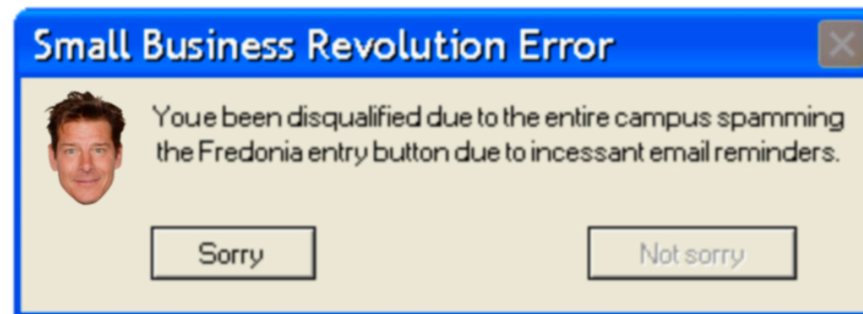 Small Business Revolution Error
Youe been disqualified due to the entire campus spamming
the Fredonia entry button due to incessant email reminders.
Sorry
Not sorry